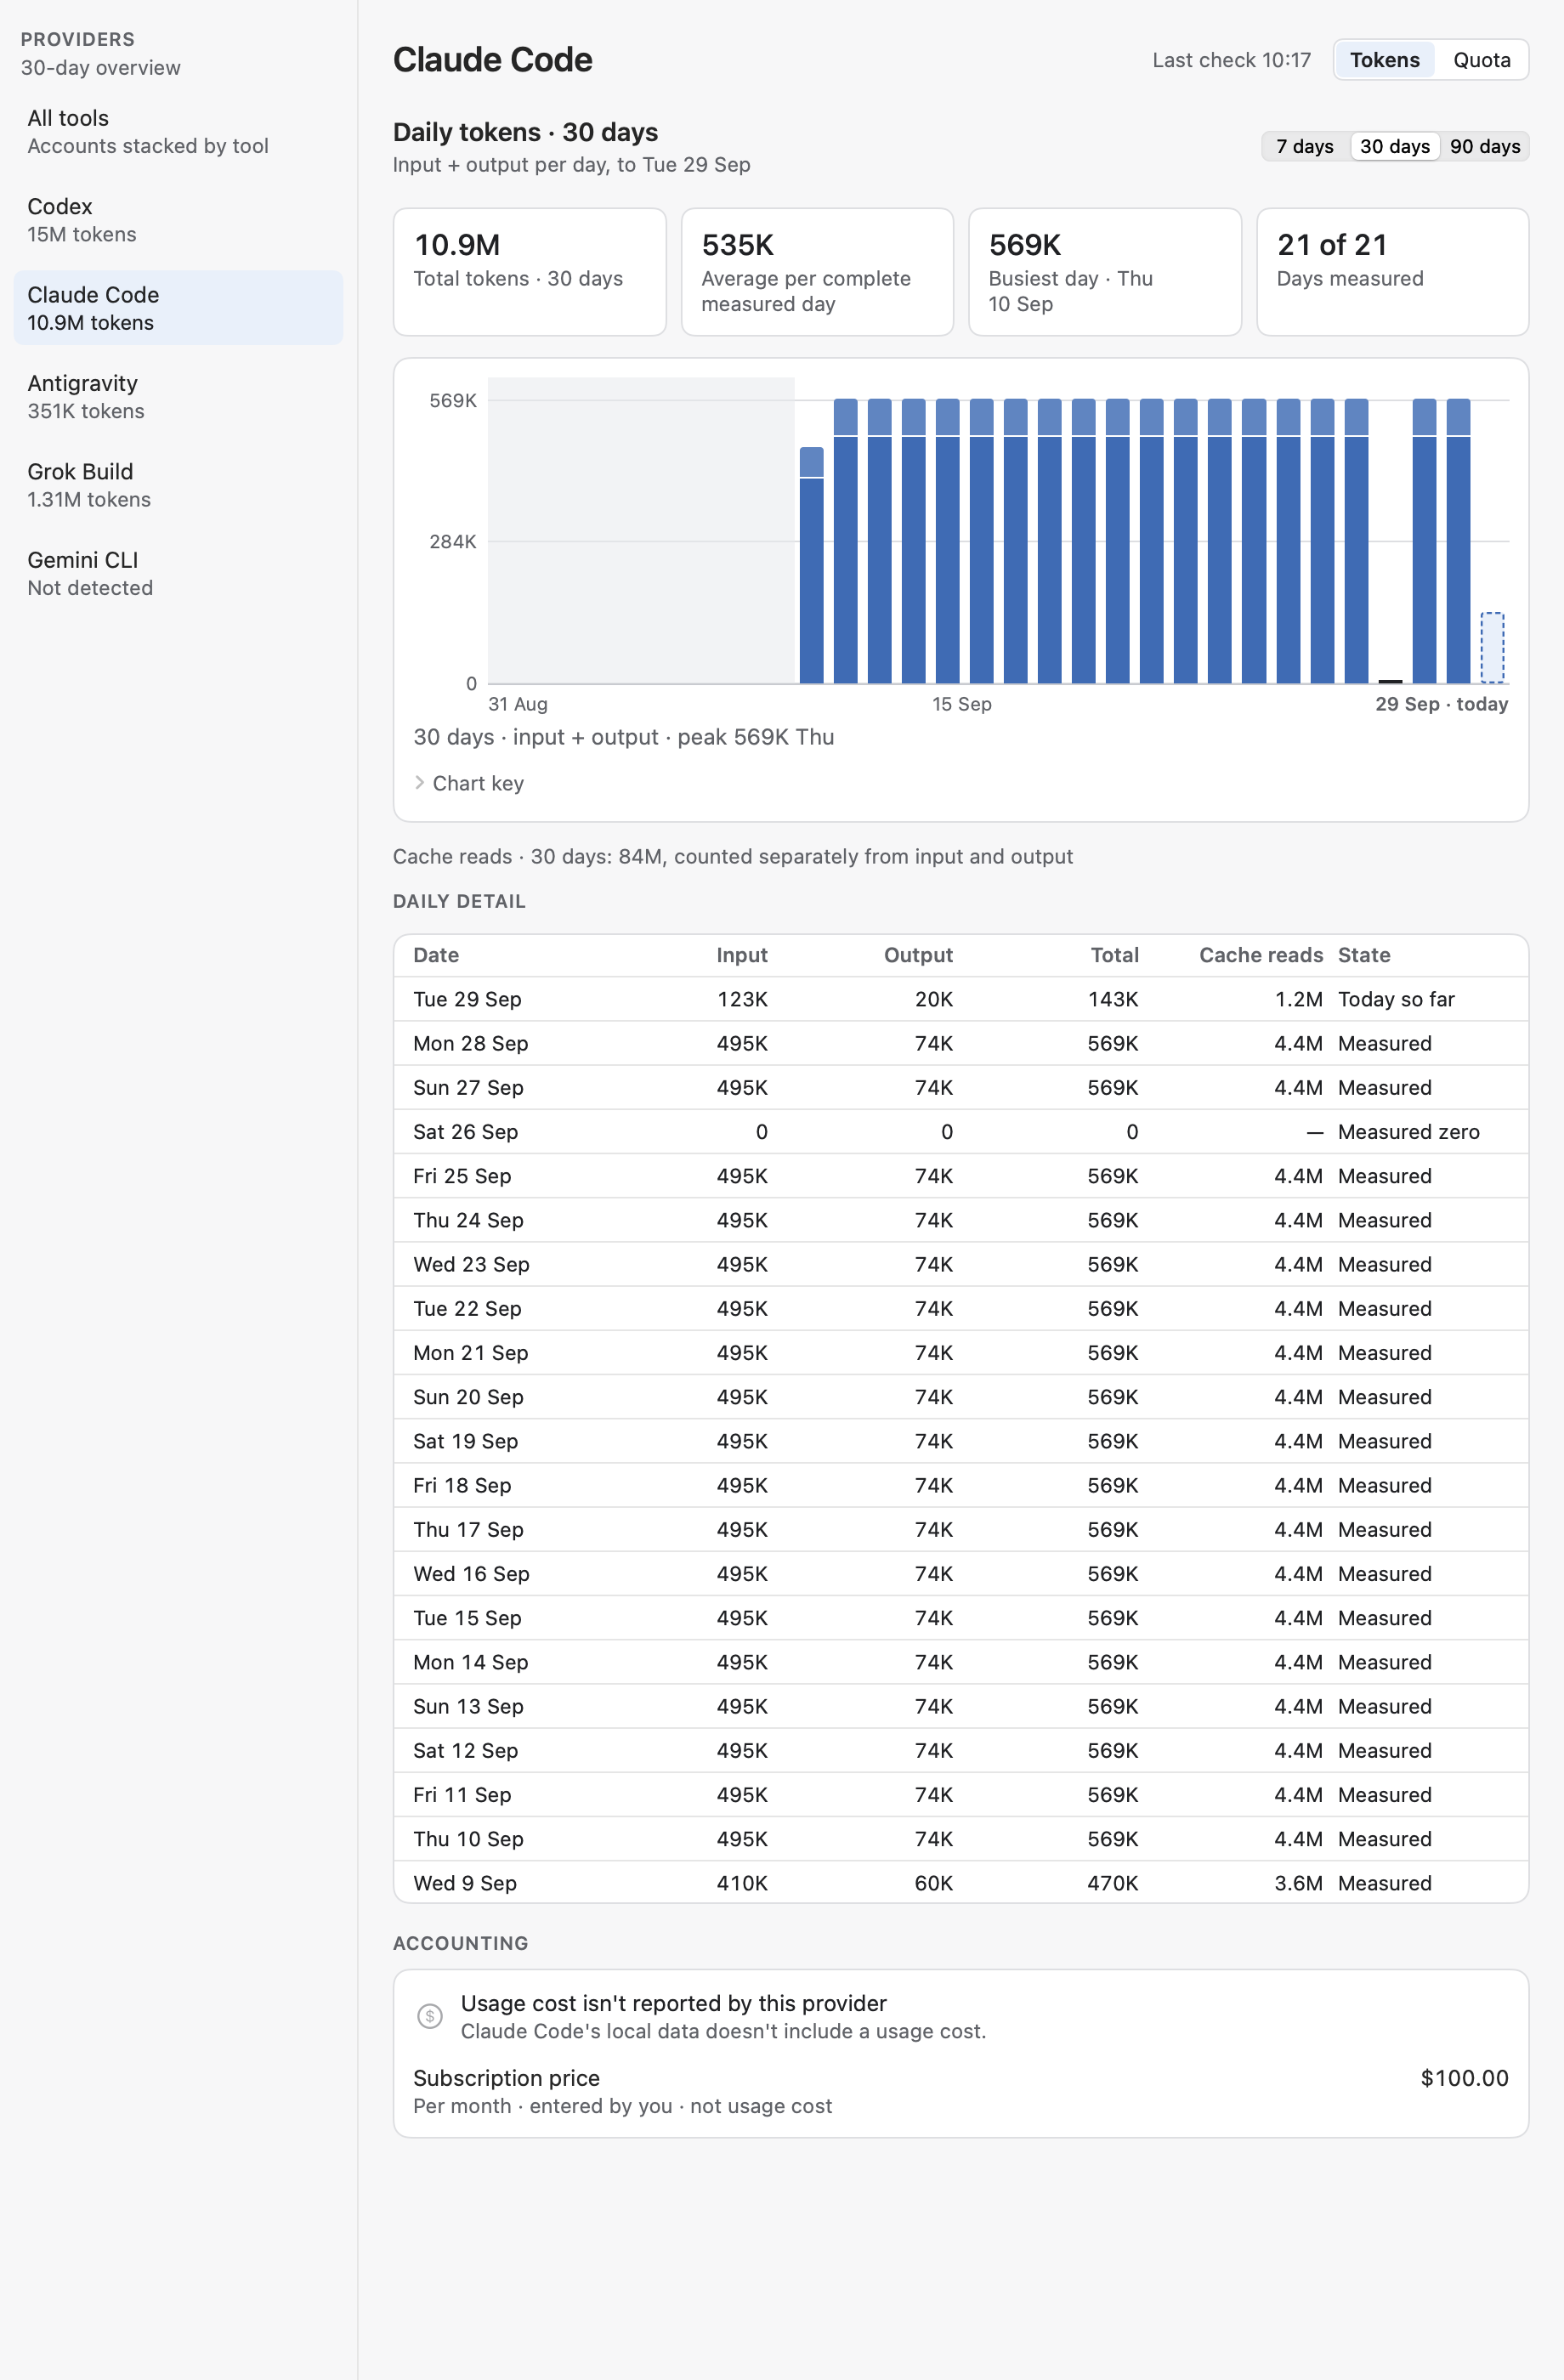 PROVIDERS
30-day overview
All tools
Accounts stacked by tool
Codex
15M tokens
Claude Code
10.9M tokens
Antigravity
351K tokens
Grok Build
1.31M tokens
Gemini CLI
Not detected
Claude Code
Last check 10:17
Tokens
Quota
Daily tokens · 30 days
Input + output per day, to Tue 29 Sep
7 days
30 days
90 days
10.9M
Total tokens · 30 days
535K
Average per complete
measured day
569K
Busiest day · Thu
10 Sep
21 of 21
Days measured
569K
284K
0
31 Aug
15 Sep
29 Sep · today
30 days · input + output · peak 569K Thu
Chart key
Cache reads · 30 days: 84M, counted separately from input and output
DAILY DETAIL
Date Input Output Total Cache reads State
Tue 29 Sep 123K 20K 143K 1.2M Today so far
Mon 28 Sep 495K 74K 569K 4.4M Measured
Sun 27 Sep 495K 74K 569K 4.4M Measured
Sat 26 Sep 0 0 0 — Measured zero
Fri 25 Sep 495K 74K 569K 4.4M Measured
Thu 24 Sep 495K 74K 569K 4.4M Measured
Wed 23 Sep 495K 74K 569K 4.4M Measured
Tue 22 Sep 495K 74K 569K 4.4M Measured
Mon 21 Sep 495K 74K 569K 4.4M Measured
Sun 20 Sep 495K 74K 569K 4.4M Measured
Sat 19 Sep 495K 74K 569K 4.4M Measured
Fri 18 Sep 495K 74K 569K 4.4M Measured
Thu 17 Sep 495K 74K 569K 4.4M Measured
Wed 16 Sep 495K 74K 569K 4.4M Measured
Tue 15 Sep 495K 74K 569K 4.4M Measured
Mon 14 Sep 495K 74K 569K 4.4M Measured
Sun 13 Sep 495K 74K 569K 4.4M Measured
Sat 12 Sep 495K 74K 569K 4.4M Measured
Fri 11 Sep 495K 74K 569K 4.4M Measured
Thu 10 Sep 495K 74K 569K 4.4M Measured
Wed 9 Sep 410K 60K 470K 3.6M Measured
ACCOUNTING
$
Usage cost isn't reported by this provider
Claude Code's local data doesn't include a usage cost.
Subscription price
$100.00
Per month · entered by you · not usage cost